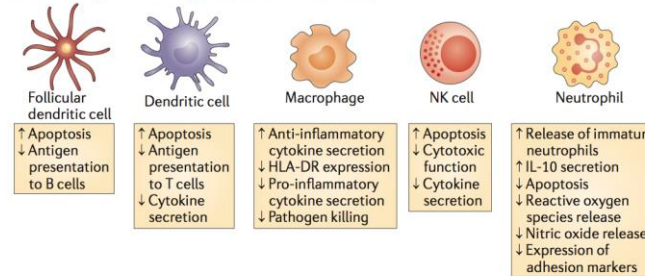 Follicular
dendritic cell
↑ Apoptosis
↓ Antigen
presentation
to B cells
Dendritic cell
↑ Apoptosis
↓ Antigen
presentation
to T cells
↓ Cytokine
secretion
Macrophage
↑ Anti-inflammatory
cytokine secretion
↓ HLA-DR expression
↓ Pro-inflammatory
cytokine secretion
↓ Pathogen killing
NK cell
↑ Apoptosis
↓ Cytotoxic
function
↓ Cytokine
secretion
Neutrophil
↑ Release of immatur
neutrophils
↑ IL-10 secretion
↓ Apoptosis
↓ Reactive oxygen
species release
↓ Nitric oxide release
↓ Expression of
adhesion markers